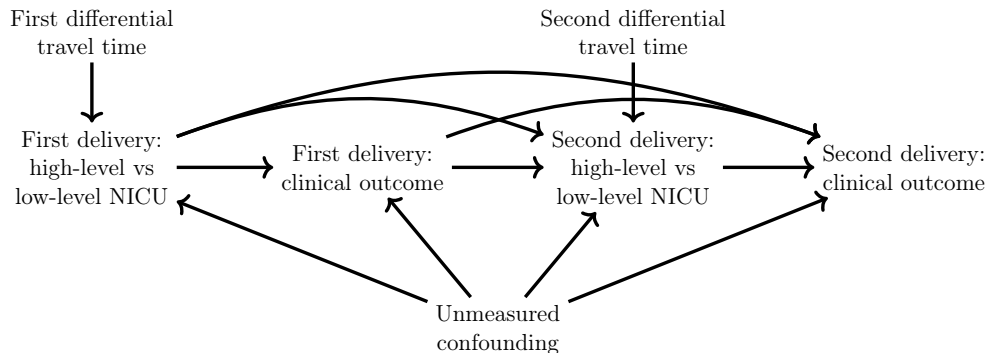 First differential
travel time
Second differential
travel time
First delivery:
high-level vs
low-level NICU
First delivery:
clinical outcome
Second delivery:
high-level vs
low-level NICU
Second delivery:
clinical outcome
Unmeasured
confounding